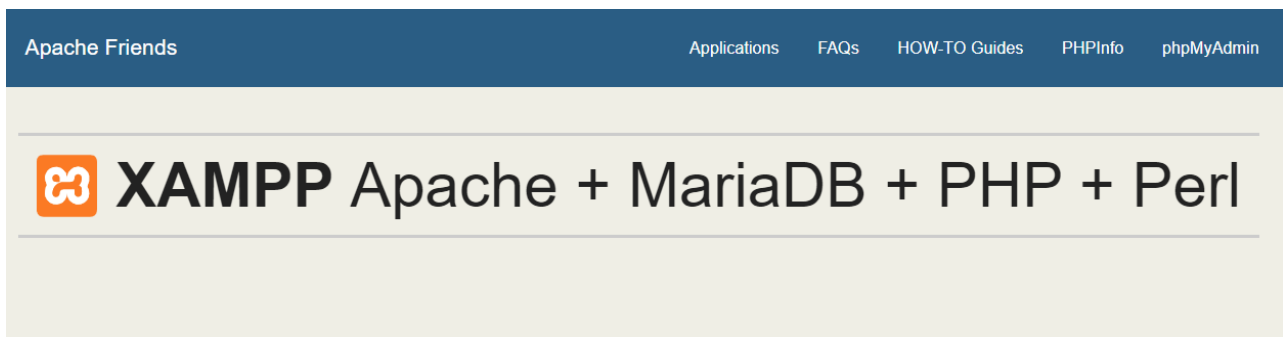 Apache Friends Applications FAQs HOW-TO Guides PHPInfo phpMyAdmin
XAMPP Apache + MariaDB + PHP + Perl